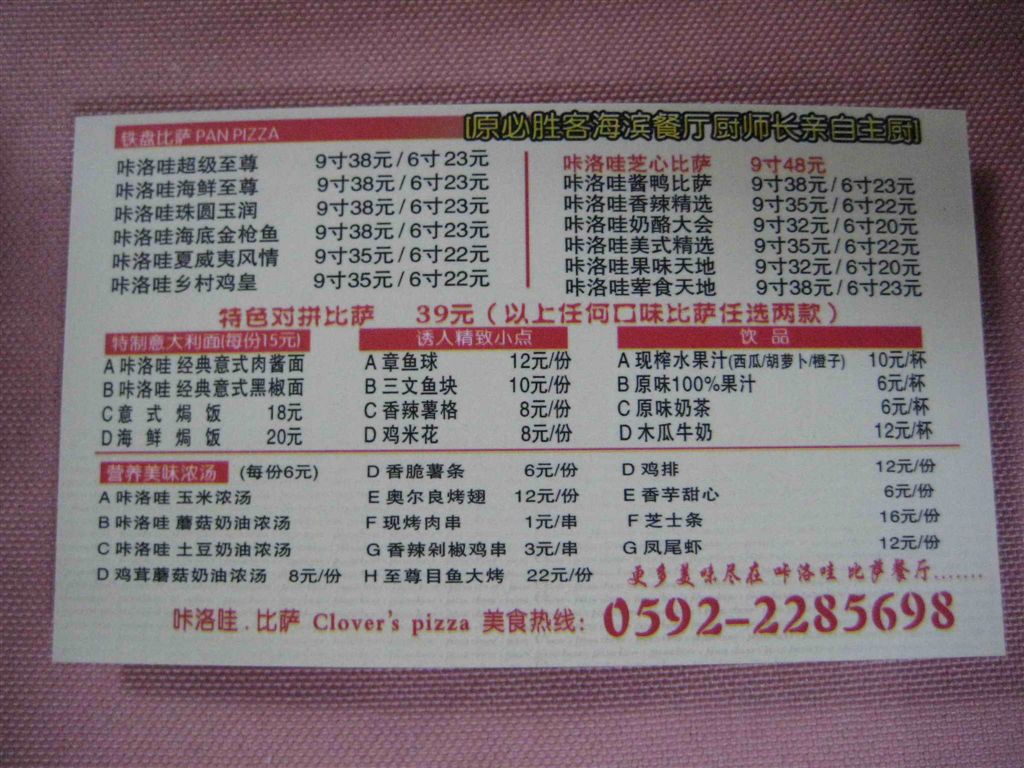 铁盘比萨 PAN PIZZA
[原必胜客海滨餐厅厨师长亲自主厨]
咔洛哇超级至尊 9寸38元/6寸23元
咔洛哇海鲜至尊 9寸38元/6寸23元
咔洛哇珠圆玉润 9寸38元/6寸23元
咔洛哇海底金枪鱼 9寸38元/6寸23元
咔洛哇夏威夷风情 9寸35元/6寸22元
咔洛哇乡村鸡皇 9寸35元/6寸22元
咔洛哇芝心比萨 9寸48元
咔洛哇酱鸭比萨 9寸38元/6寸23元
咔洛哇香辣精选 9寸35元/6寸22元
咔洛哇奶酪大会 9寸32元/6寸20元
咔洛哇美式精选 9寸35元/6寸22元
咔洛哇果味天地 9寸32元/6寸20元
咔洛哇荤食天地 9寸38元/6寸23元
特色对拼比萨 39元(以上任何口味比萨任选两款)
特制意大利面(每份15元)
A 咔洛哇 经典意式肉酱面
B 咔洛哇 经典意式黑椒面
C 意式焗饭 18元
D 海鲜焗饭 20元
诱人精致小点
A 章鱼球 12元/份
B 三文鱼块 10元/份
C 香辣薯格 8元/份
D 鸡米花 8元/份
饮品
A 现榨水果汁(西瓜/胡萝卜/橙子) 10元/杯
B 原味100%果汁 6元/杯
C 原味奶茶 6元/杯
D 木瓜牛奶 12元/杯
营养美味浓汤 (每份6元)
A 咔洛哇 玉米浓汤
B 咔洛哇 蘑菇奶油浓汤
C 咔洛哇 土豆奶油浓汤
D 鸡茸蘑菇奶油浓汤 8元/份
D 香脆薯条 6元/份
E 奥尔良烤翅 12元/份
F 现烤肉串 1元/串
G 香辣剁椒鸡串 3元/串
H 至尊目鱼大烤 22元/份
D 鸡排 12元/份
E 香芋甜心 6元/份
F 芝士条 16元/份
G 凤尾虾 12元/份
更多美味尽在 咔洛哇 比萨餐厅.......
咔洛哇.比萨 Clover's pizza 美食热线: 0592-2285698